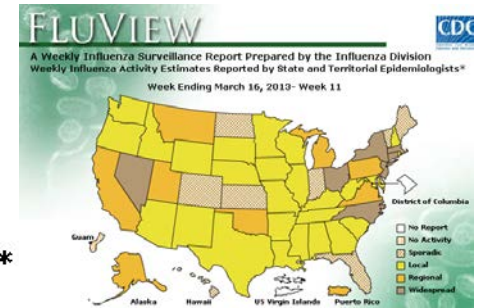 FLUVIEW
CDC
A Weekly Influenza Surveillance Report Prepared by the Influenza Division
Weekly Influenza Activity Estimates Reported by State and Territorial Epidemiologists*
Week Ending March 16, 2013- Week 11
District of Columbia
No Report
No Activity
Sporadic
Local
Regional
Widespread
Guam
*
Alaska
Hawaii
US Virgin Islands
Puerto Rico